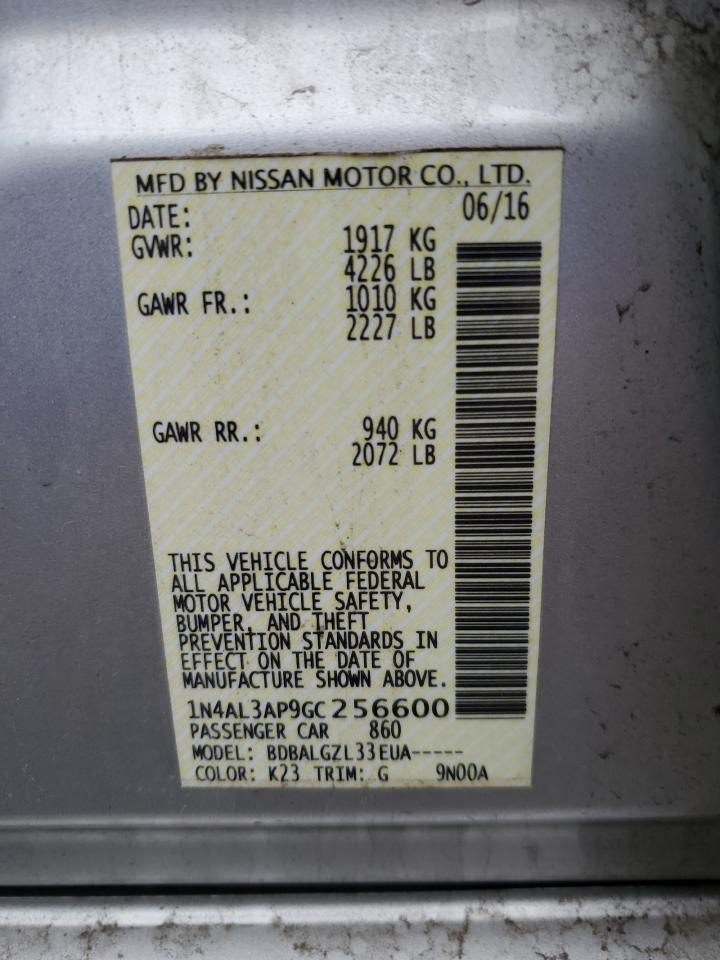 MFD BY NISSAN MOTOR CO., LTD.
DATE: 06/16
GVWR: 1917 KG
4226 LB
GAWR FR.: 1010 KG
2227 LB
GAWR RR.: 940 KG
2072 LB
THIS VEHICLE CONFORMS TO
ALL APPLICABLE FEDERAL
MOTOR VEHICLE SAFETY,
BUMPER, AND THEFT
PREVENTION STANDARDS IN
EFFECT ON THE DATE OF
MANUFACTURE SHOWN ABOVE.
1N4AL3AP9GC256600
PASSENGER CAR 860
MODEL: BDBALGZL33EUA-----
COLOR: K23 TRIM: G 9N00A